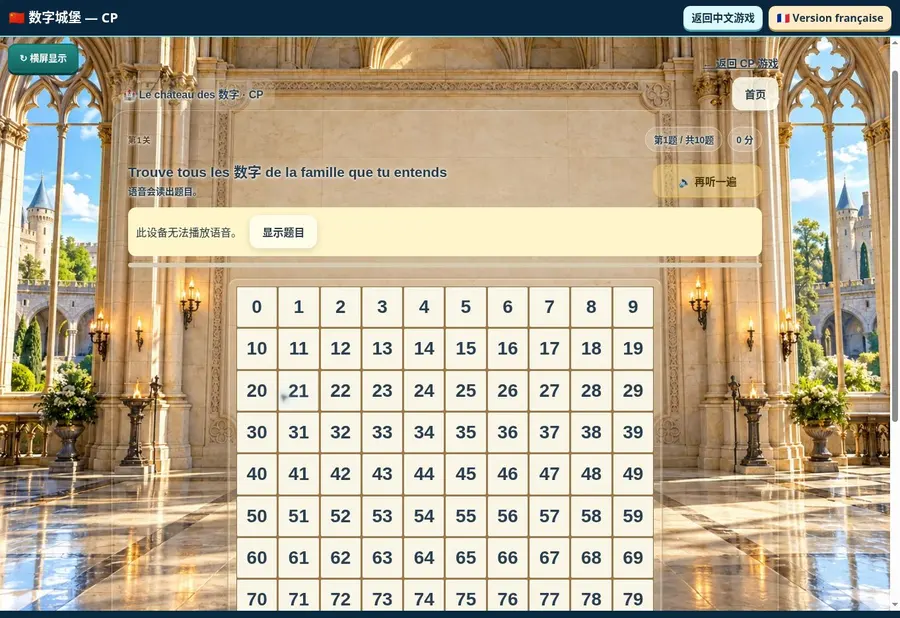 🇨🇳 数字城堡 — CP
返回中文游戏
🇫🇷 Version française
↻ 横屏显示
← 返回 CP 游戏
🏰 Le château des 数字 · CP
首页
第1关
第1题 / 共10题
0 分
Trouve tous les 数字 de la famille que tu entends
语音会读出题目。
🔊 再听一遍
此设备无法播放语音。
显示题目
0 1 2 3 4 5 6 7 8 9
10 11 12 13 14 15 16 17 18 19
20 21 22 23 24 25 26 27 28 29
30 31 32 33 34 35 36 37 38 39
40 41 42 43 44 45 46 47 48 49
50 51 52 53 54 55 56 57 58 59
60 61 62 63 64 65 66 67 68 69
70 71 72 73 74 75 76 77 78 79